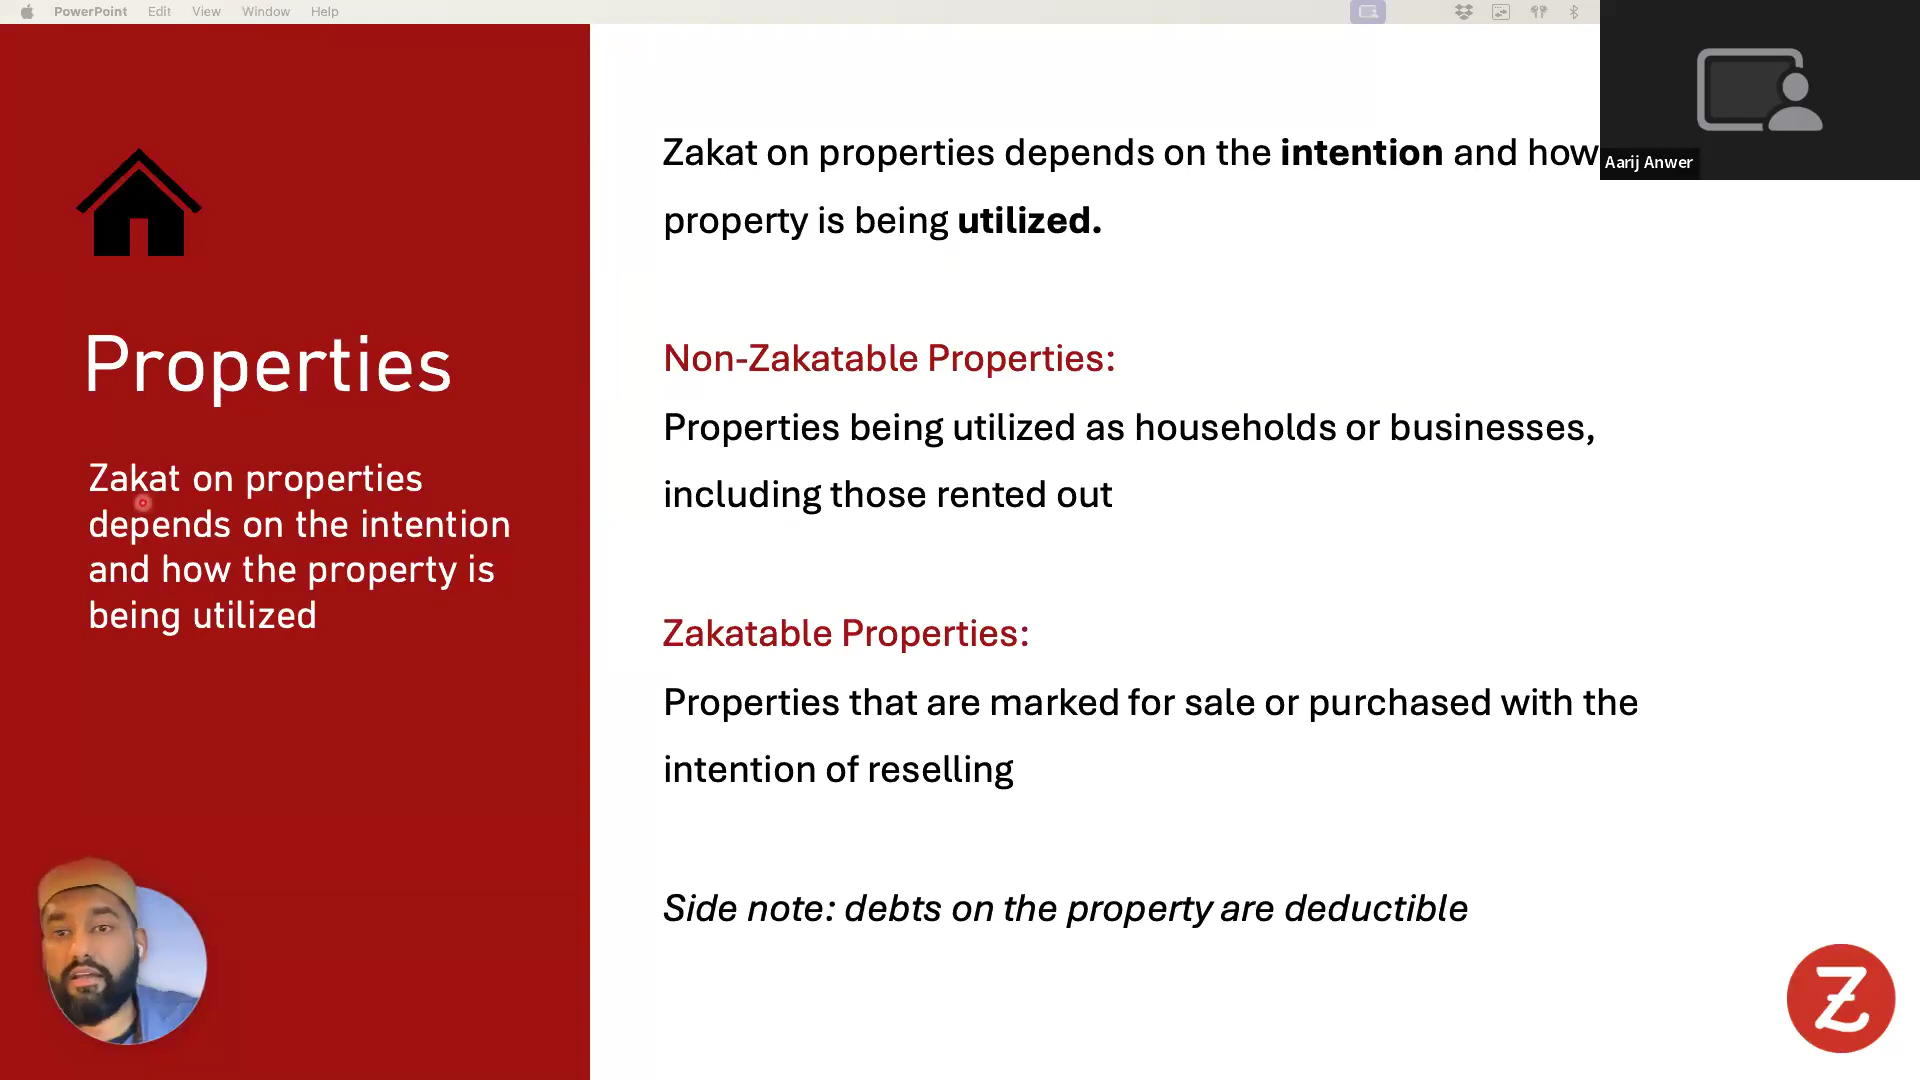 PowerPoint Edit View Window Help
Aarij Anwer
Properties
Zakat on properties
depends on the intention
and how the property is
being utilized
Zakat on properties depends on the intention and how
property is being utilized.
Non-Zakatable Properties:
Properties being utilized as households or businesses,
including those rented out
Zakatable Properties:
Properties that are marked for sale or purchased with the
intention of reselling
Side note: debts on the property are deductible
Z